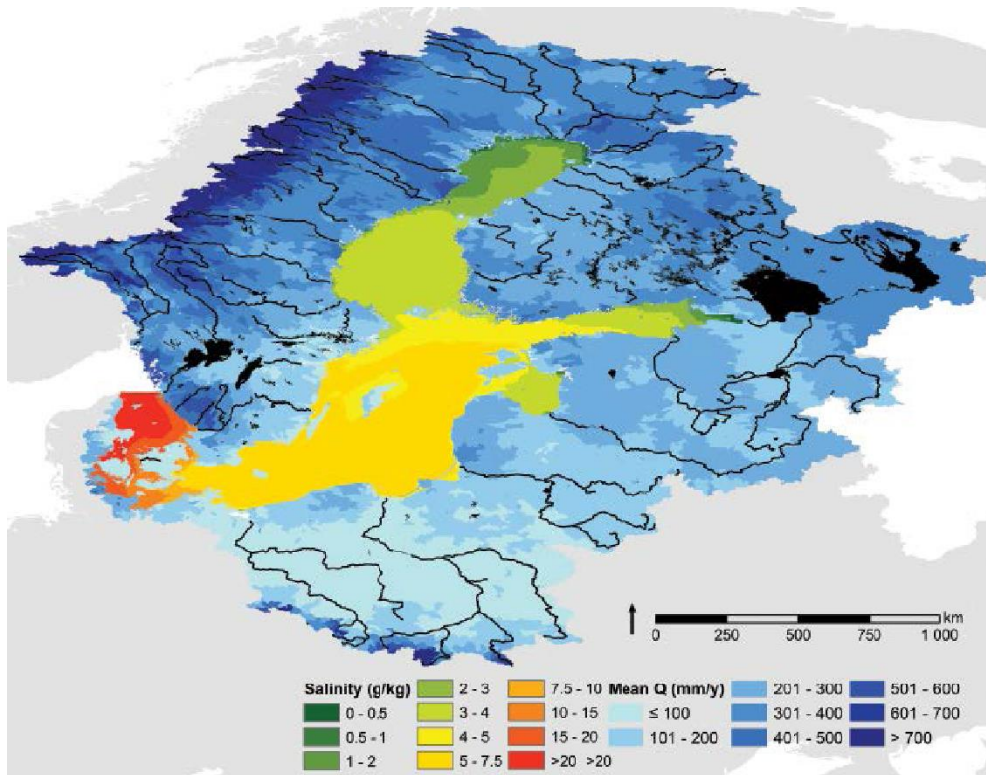 km
0 250 500 750 1 000
Salinity (g/kg)
0 - 0.5
0.5 - 1
1 - 2
2 - 3
3 - 4
4 - 5
5 - 7.5
7.5 - 10
10 - 15
15 - 20
>20 >20
Mean Q (mm/y)
≤ 100
101 - 200
201 - 300
301 - 400
401 - 500
501 - 600
601 - 700
> 700